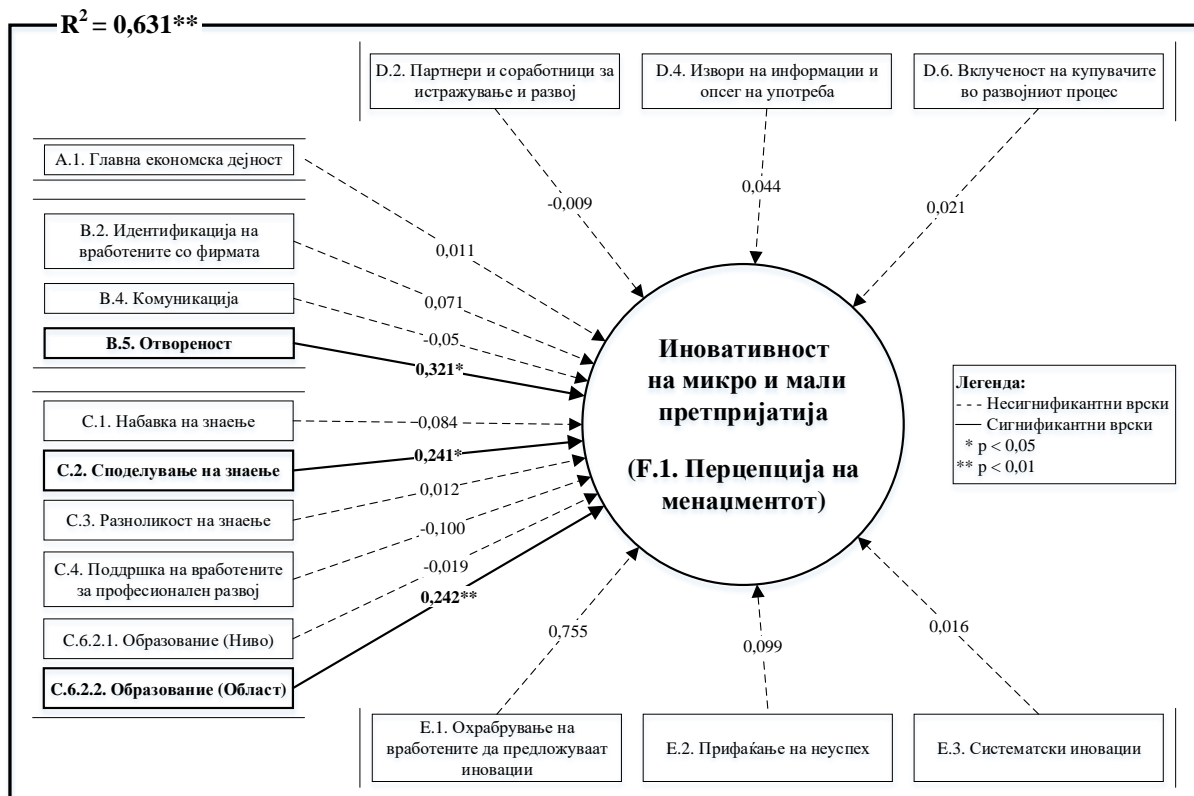 R² = 0,631**
D.2. Партнери и соработници за
истражување и развој
D.4. Извори на информации и
опсег на употреба
D.6. Вклученост на купувачите
во развојниот процес
А.1. Главна економска дејност
B.2. Идентификација на
вработените со фирмата
B.4. Комуникација
B.5. Отвореност
C.1. Набавка на знаење
C.2. Споделување на знаење
C.3. Разноликост на знаење
C.4. Поддршка на вработените
за професионален развој
C.6.2.1. Образование (Ниво)
C.6.2.2. Образование (Област)
-0,009
0,044
0,021
0,011
0,071
-0,05
0,321*
0,084
0,241*
0,012
-0,100
-0,019
0,242**
0,755
0,099
0,016
Иновативност
на микро и мали
претпријатија
(F.1. Перцепција на
менаџментот)
Легенда:
--- Несигнификантни врски
— Сигнификантни врски
* p < 0,05
** p < 0,01
E.1. Охрабрување на
вработените да предложуваат
иновации
E.2. Прифаќање на неуспех
E.3. Систематски иновации